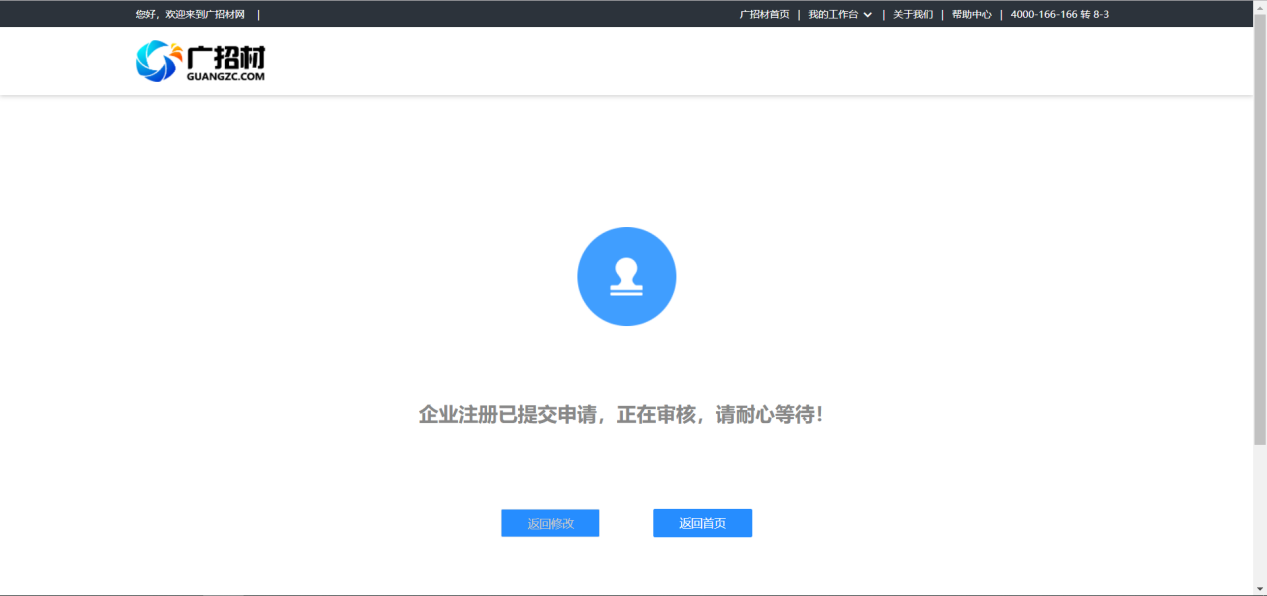 您好，欢迎来到广招材网 |
广招材首页 | 我的工作台 | 关于我们 | 帮助中心 | 4000-166-166 转 8-3
广招材
GUANGZC.COM
企业注册已提交申请，正在审核，请耐心等待！
返回修改
返回首页